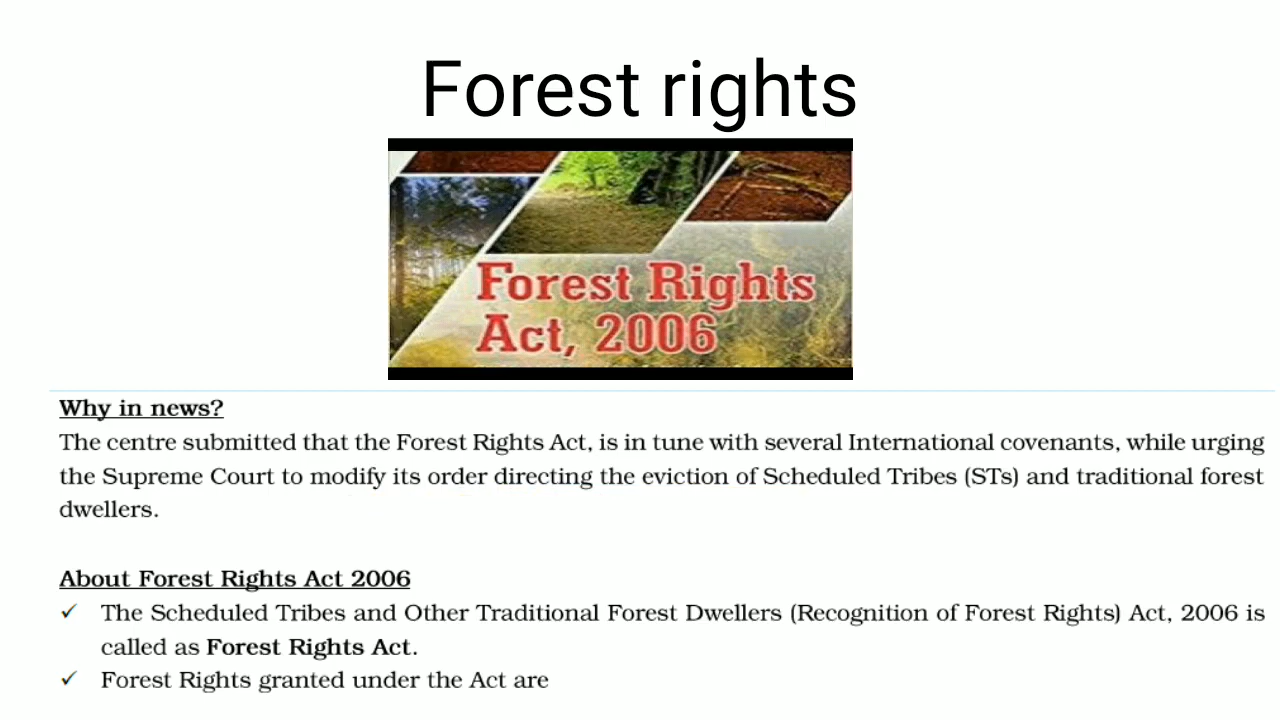 Forest rights
Forest Rights
Act, 2006
Why in news?
The centre submitted that the Forest Rights Act, is in tune with several International covenants, while urging
the Supreme Court to modify its order directing the eviction of Scheduled Tribes (STs) and traditional forest
dwellers.
About Forest Rights Act 2006
✓ The Scheduled Tribes and Other Traditional Forest Dwellers (Recognition of Forest Rights) Act, 2006 is
called as Forest Rights Act.
✓ Forest Rights granted under the Act are